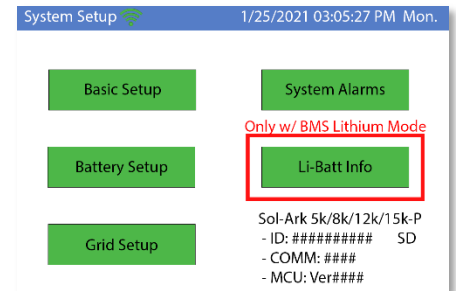 System Setup 1/25/2021 03:05:27 PM Mon.
Basic Setup System Alarms
Only w/ BMS Lithium Mode
Battery Setup Li-Batt Info
Grid Setup
Sol-Ark 5k/8k/12k/15k-P
- ID: ########## SD
- COMM: ####
- MCU: Ver####